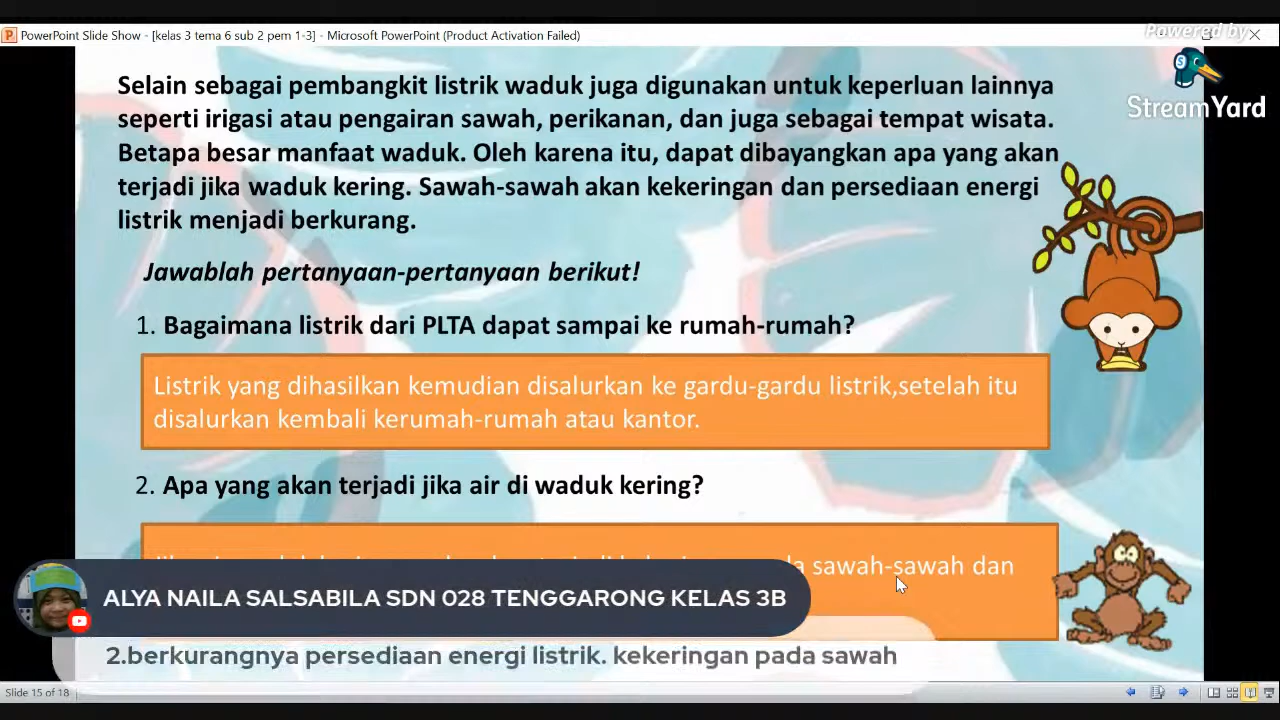 PowerPoint Slide Show - [kelas 3 tema 6 sub 2 pem 1-3] - Microsoft PowerPoint (Product Activation Failed)
Powered by
StreamYard
Selain sebagai pembangkit listrik waduk juga digunakan untuk keperluan lainnya
seperti irigasi atau pengairan sawah, perikanan, dan juga sebagai tempat wisata.
Betapa besar manfaat waduk. Oleh karena itu, dapat dibayangkan apa yang akan
terjadi jika waduk kering. Sawah-sawah akan kekeringan dan persediaan energi
listrik menjadi berkurang.
Jawablah pertanyaan-pertanyaan berikut!
1. Bagaimana listrik dari PLTA dapat sampai ke rumah-rumah?
Listrik yang dihasilkan kemudian disalurkan ke gardu-gardu listrik,setelah itu
disalurkan kembali kerumah-rumah atau kantor.
2. Apa yang akan terjadi jika air di waduk kering?
sawah-sawah dan
ALYA NAILA SALSABILA SDN 028 TENGGARONG KELAS 3B
2.berkurangnya persediaan energi listrik. kekeringan pada sawah
Slide 15 of 18